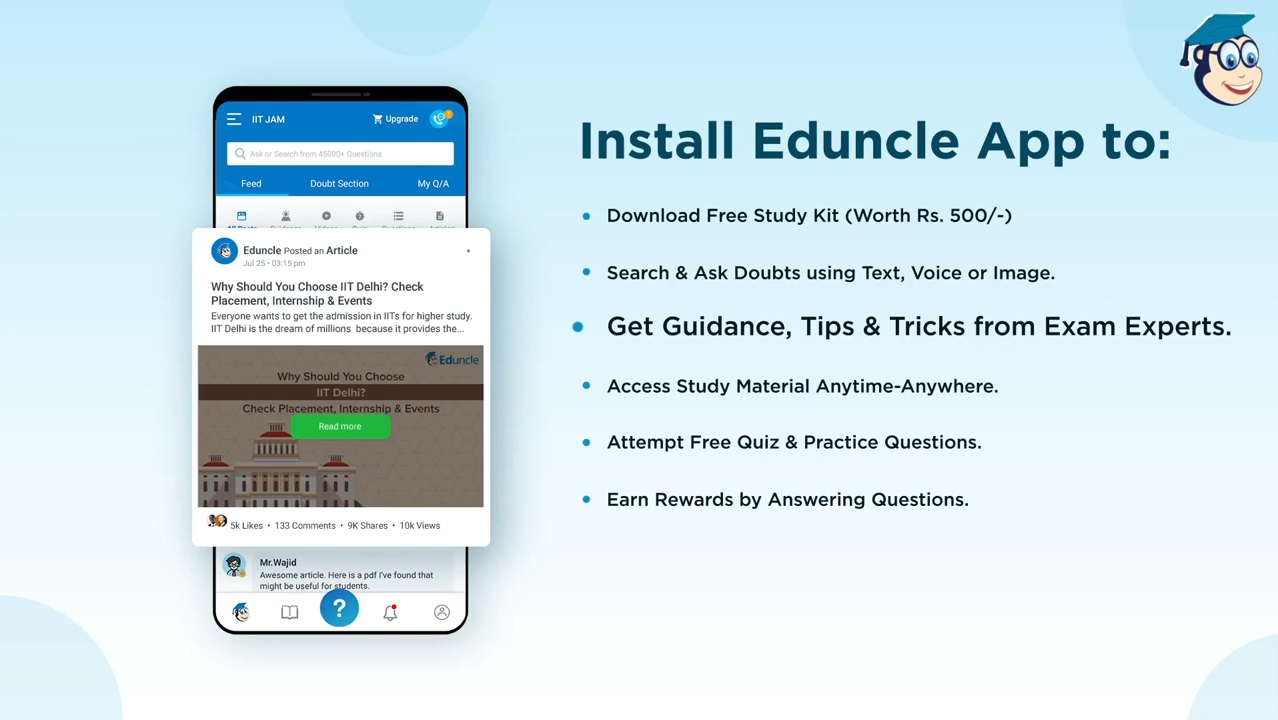 IIT JAM
Upgrade
Ask or Search from 45000+ Questions
Feed
Doubt Section
My Q/A
Eduncle Posted an Article
Jul 25 • 03:15 pm
Why Should You Choose IIT Delhi? Check
Placement, Internship & Events
Everyone wants to get the admission in IITs for higher study.
IIT Delhi is the dream of millions because it provides the...
Eduncle
Why Should You Choose
IIT Delhi?
Check Placement, Internship & Events
Read more
5k Likes • 133 Comments • 9K Shares • 10k Views
Mr.Wajid
Awesome article. Here is a pdf I've found that
might be useful for students.
?
Install Eduncle App to:
• Download Free Study Kit (Worth Rs. 500/-)
• Search & Ask Doubts using Text, Voice or Image.
• Get Guidance, Tips & Tricks from Exam Experts.
• Access Study Material Anytime-Anywhere.
• Attempt Free Quiz & Practice Questions.
• Earn Rewards by Answering Questions.